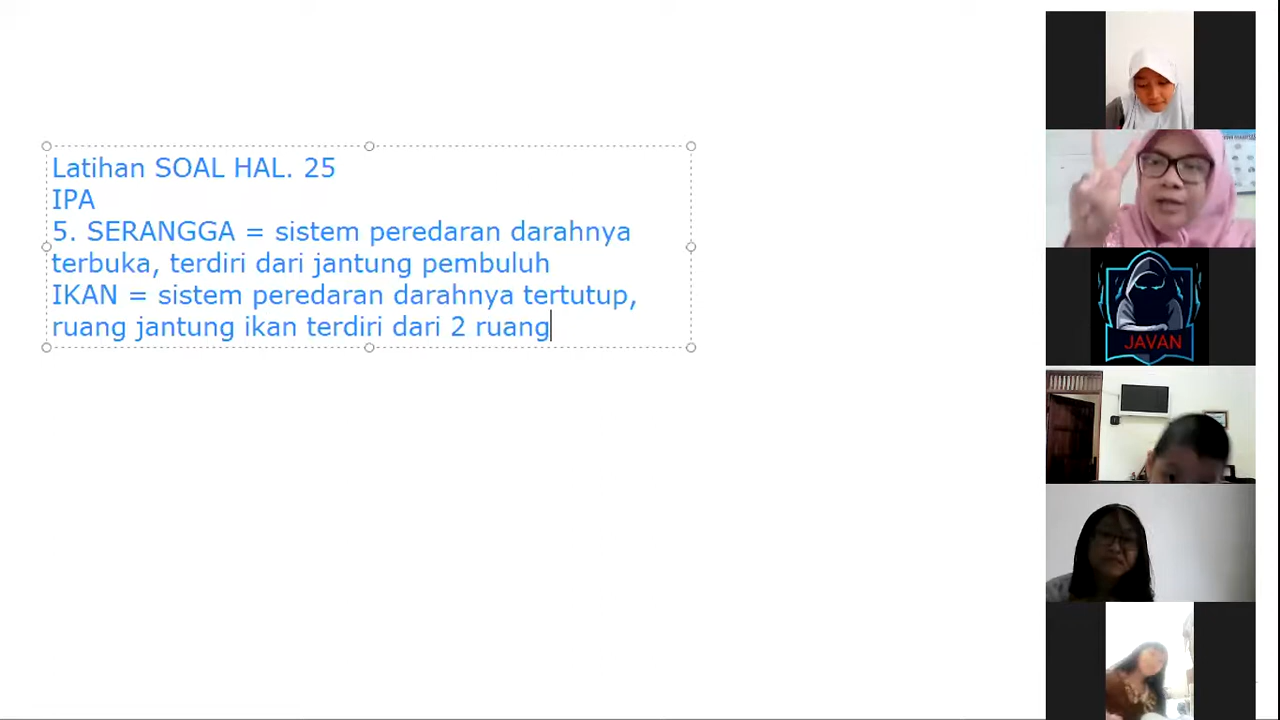 Latihan SOAL HAL. 25
IPA
5. SERANGGA = sistem peredaran darahnya
terbuka, terdiri dari jantung pembuluh
IKAN = sistem peredaran darahnya tertutup,
ruang jantung ikan terdiri dari 2 ruang
JAVAN